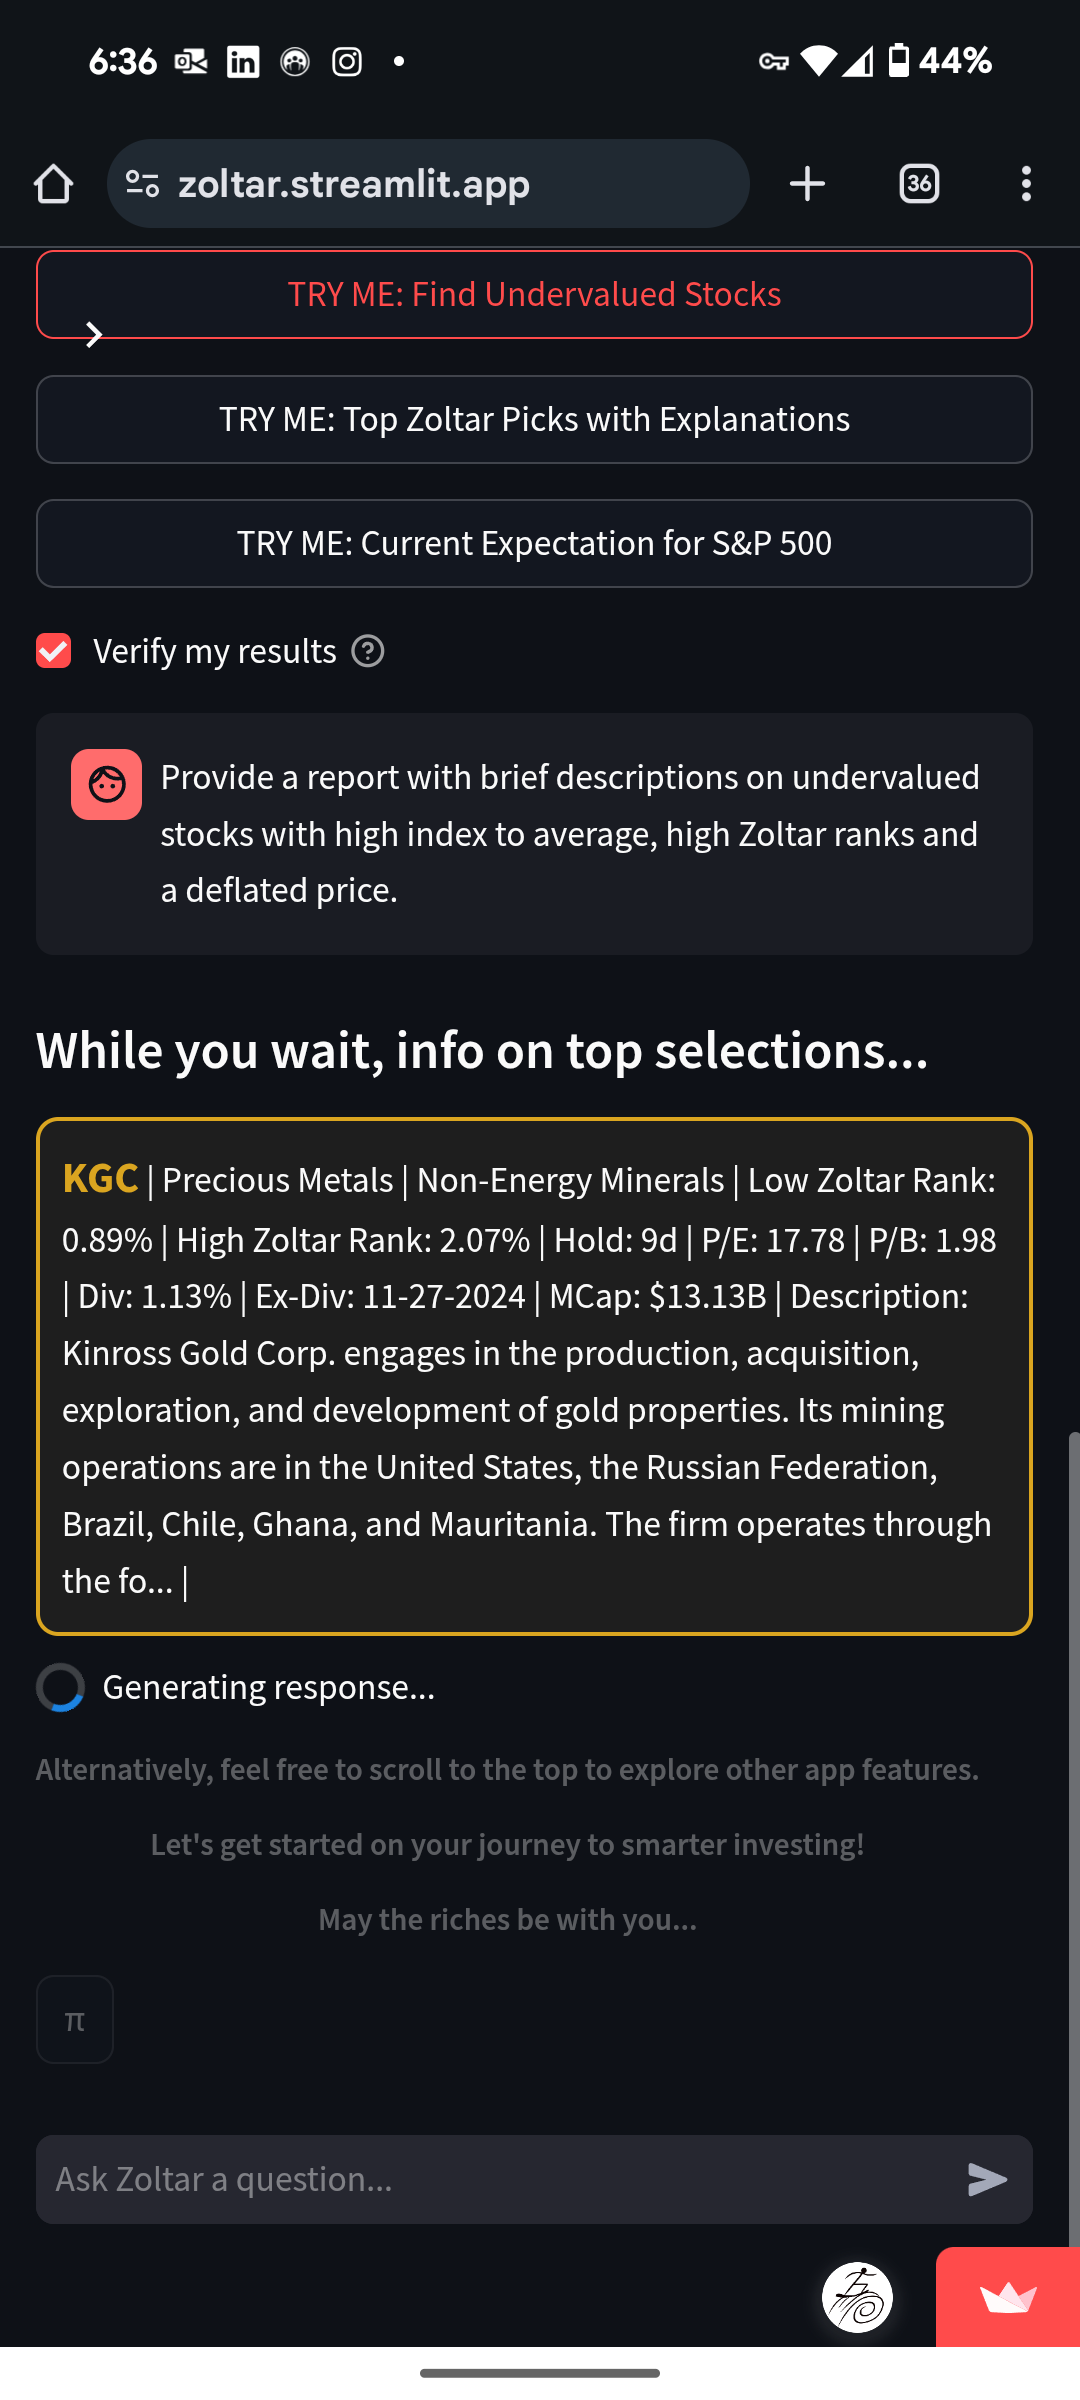 6:36
44%
zoltar.streamlit.app
36
TRY ME: Find Undervalued Stocks
TRY ME: Top Zoltar Picks with Explanations
TRY ME: Current Expectation for S&P 500
Verify my results
Provide a report with brief descriptions on undervalued
stocks with high index to average, high Zoltar ranks and
a deflated price.
While you wait, info on top selections...
KGC | Precious Metals | Non-Energy Minerals | Low Zoltar Rank:
0.89% | High Zoltar Rank: 2.07% | Hold: 9d | P/E: 17.78 | P/B: 1.98
| Div: 1.13% | Ex-Div: 11-27-2024 | MCap: $13.13B | Description:
Kinross Gold Corp. engages in the production, acquisition,
exploration, and development of gold properties. Its mining
operations are in the United States, the Russian Federation,
Brazil, Chile, Ghana, and Mauritania. The firm operates through
the fo... |
Generating response...
Alternatively, feel free to scroll to the top to explore other app features.
Let's get started on your journey to smarter investing!
May the riches be with you...
π
Ask Zoltar a question...